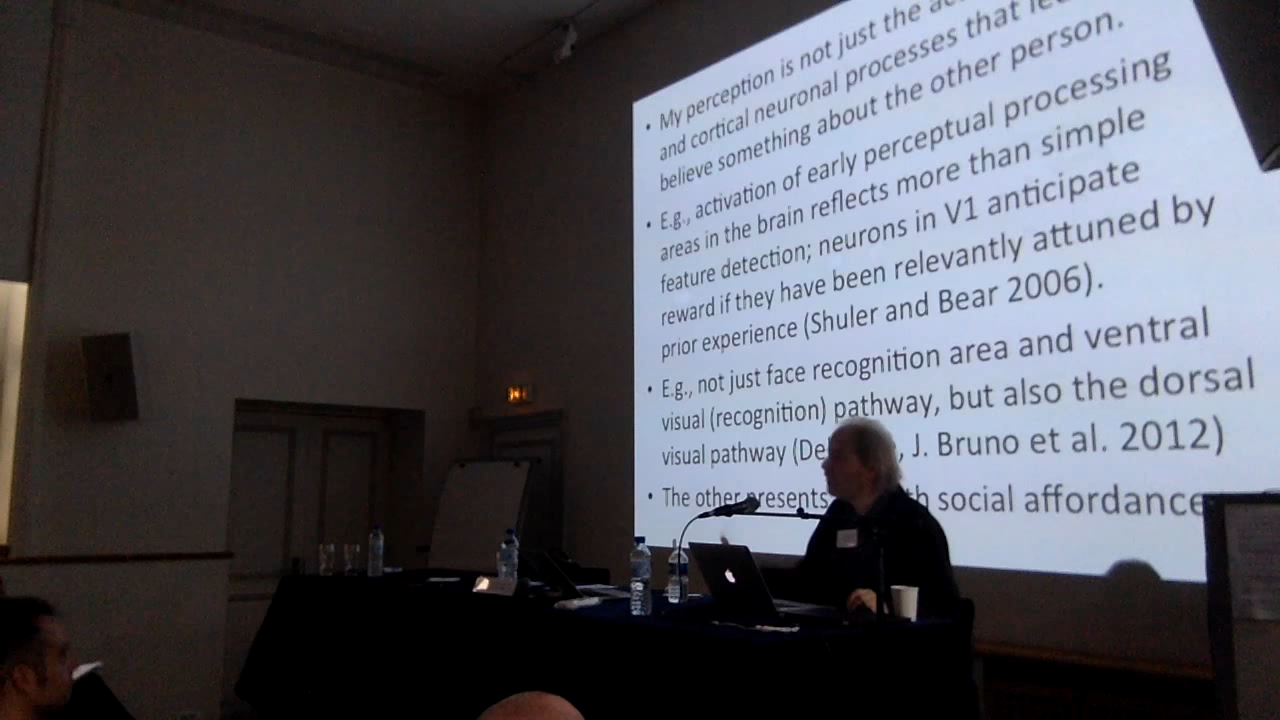 • My perception is not just the
and cortical neuronal processes that
believe something about the other person.
• E.g., activation of early perceptual processing
areas in the brain reflects more than simple
feature detection; neurons in V1 anticipate
reward if they have been relevantly attuned by
prior experience (Shuler and Bear 2006).
• E.g., not just face recognition area and ventral
visual (recognition) pathway, but also the dorsal
visual pathway ( , J. Bruno et al. 2012)
• The other presents social affordance